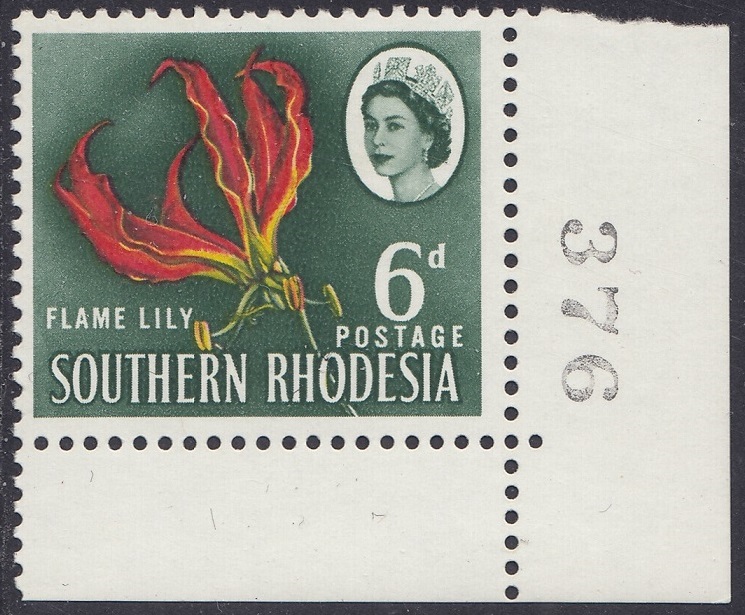 6d
FLAME LILY
POSTAGE
SOUTHERN RHODESIA
376